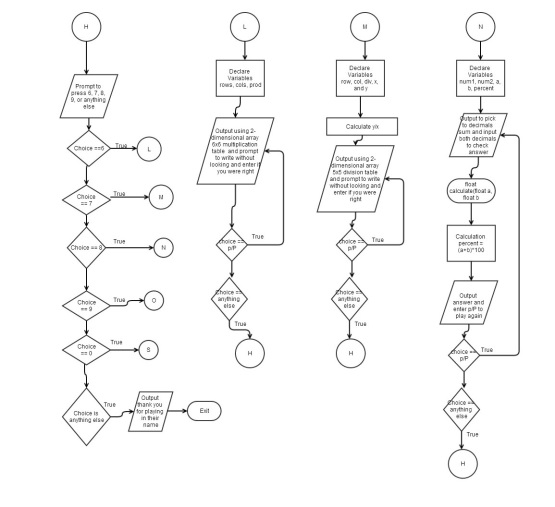 H
Prompt to
press 6, 7, 8,
9, or anything
else
Choice ==6
True
L
Choice
== 7
True
M
Choice == 8
True
N
Choice
== 9
True
O
Choice
== 0
True
S
Choice is
anything else
True
Output
thank you
for playing
in their
name
Exit
L
Declare
Variables
rows, cols, prod
Output using 2-
dimensional array
6x6 multiplication
table and prompt
to write without
looking and enter if
you were right
choice ==
p/P
True
Choice ==
anything
else
True
H
M
Declare
Variables
row, col, div, x,
and y
Calculate y/x
Output using 2-
dimensional array
5x5 division table
and prompt to write
without looking and
enter if you were
right
choice ==
p/P
True
Choice ==
anything
else
True
H
N
Declare
Variables
num1, num2, a,
b, percent
Output to pick
to decimals
sum and input
both decimals
to check
answer
float
calculate(float a,
float b
Calculation
percent =
(a+b)*100
Output
answer and
enter p/P to
play again
choice ==
p/P
True
Choice ==
anything
else
True
H